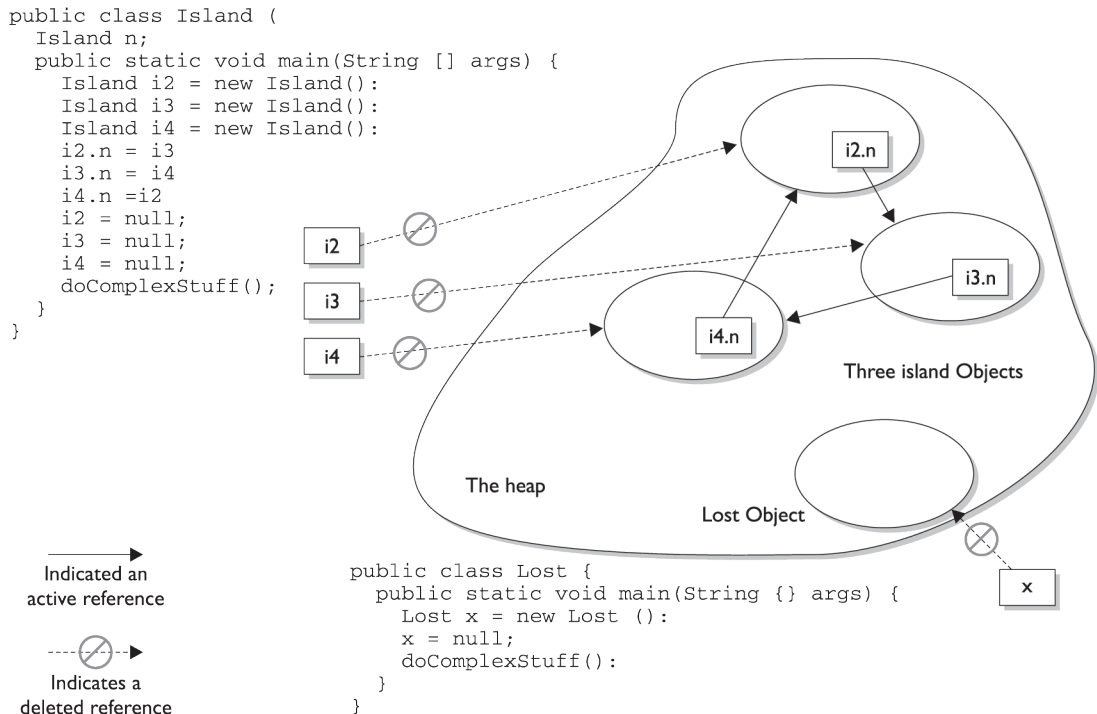 public class Island (
  Island n;
  public static void main(String [] args) {
    Island i2 = new Island():
    Island i3 = new Island():
    Island i4 = new Island():
    i2.n = i3
    i3.n = i4
    i4.n =i2
    i2 = null;
    i3 = null;
    i4 = null;
    doComplexStuff();
  }
}
i2
i3
i4
i2.n
i3.n
i4.n
Three island Objects
The heap
Lost Object
x
Indicated an
active reference
Indicates a
deleted reference
public class Lost {
  public static void main(String {} args) {
    Lost x = new Lost ():
    x = null;
    doComplexStuff():
  }
}